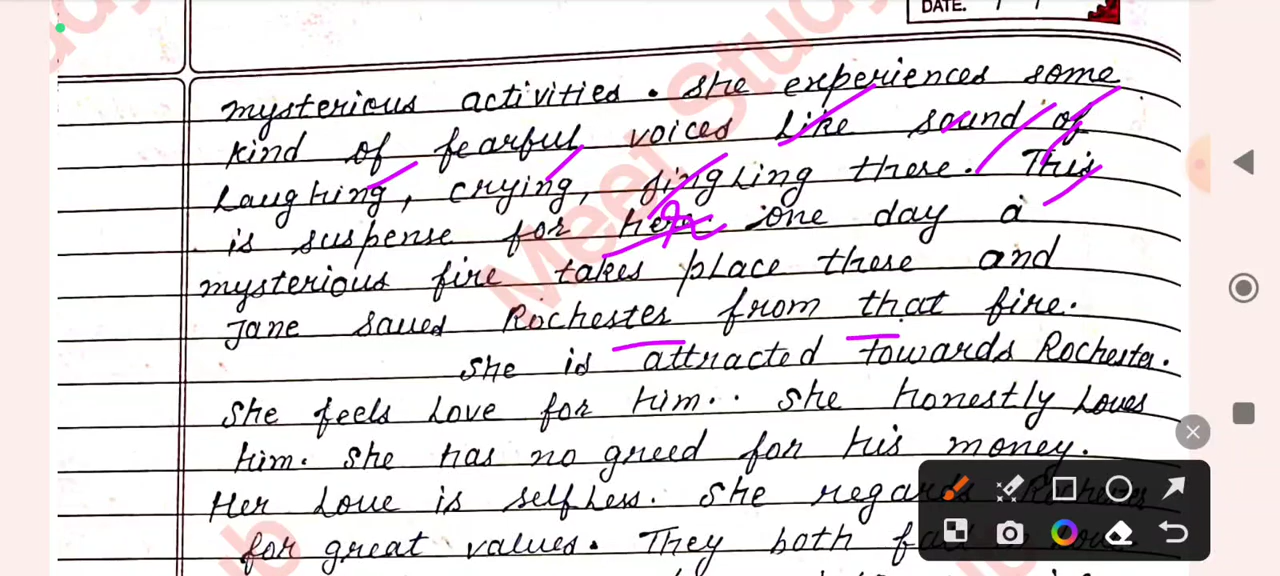 DATE.
mysterious activities. She experiences some
kind of fearful voices like sound of
Laughing, crying, jingling there. This
is suspense for her. one day a
mysterious fire takes place there and
Jane saved Rochester from that fire.
She is attracted towards Rochester.
She feels Love for him.. She honestly Loves
him. She has no greed for his money.
Her Love is selfless. She regards
for great values. They both